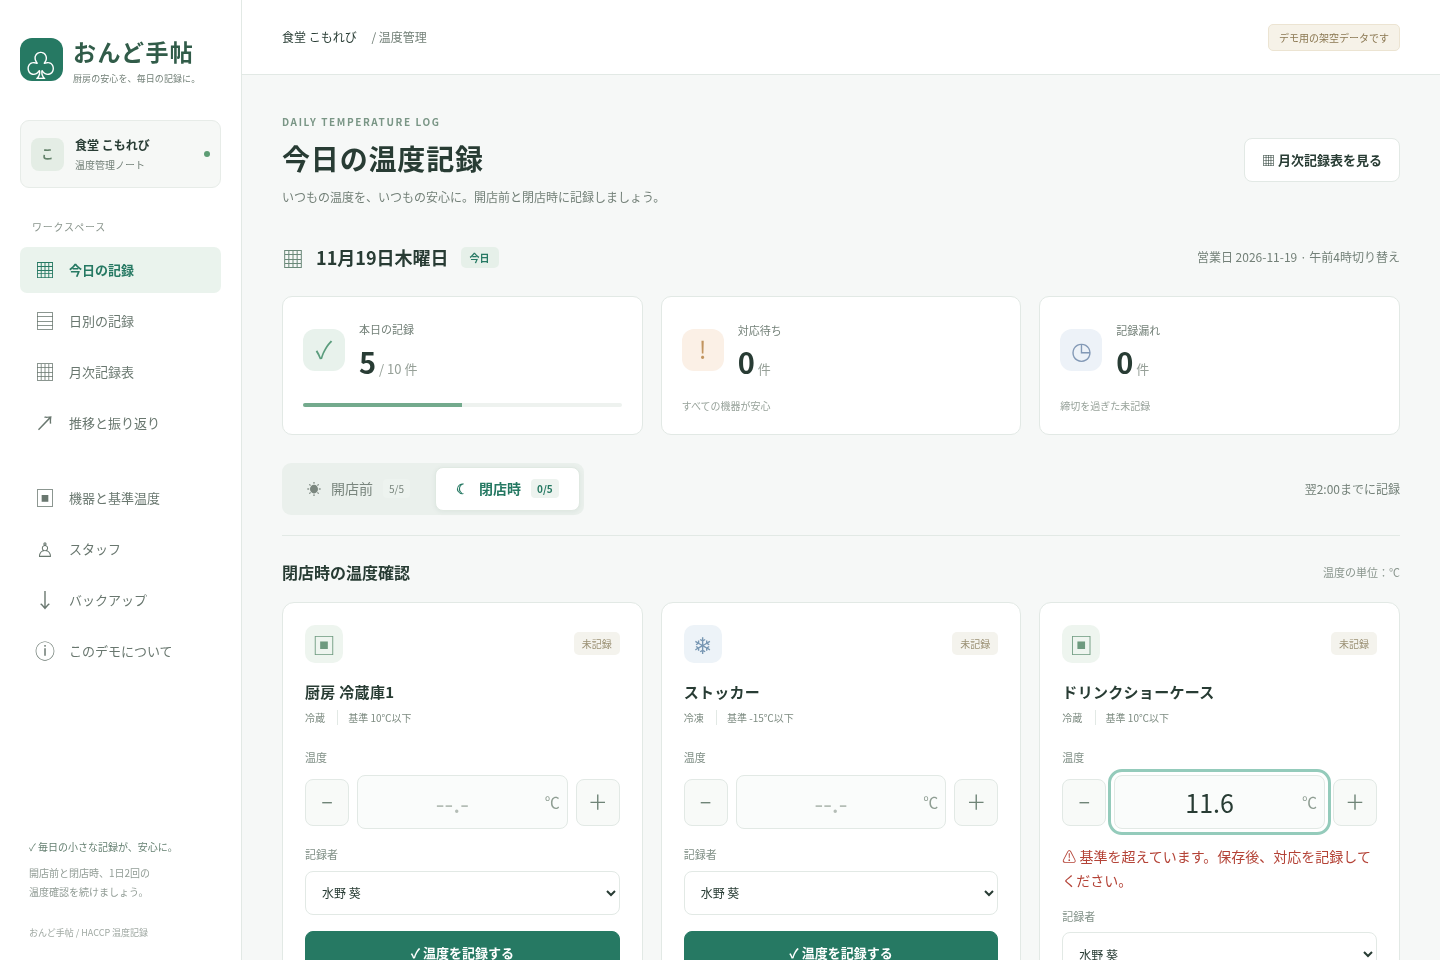 おんど手帖
厨房の安心を、毎日の記録に。
こ
食堂 こもれび
温度管理ノート
ワークスペース
今日の記録
日別の記録
月次記録表
推移と振り返り
機器と基準温度
スタッフ
バックアップ
このデモについて
✓ 毎日の小さな記録が、安心に。
開店前と閉店時、1日2回の
温度確認を続けましょう。
おんど手帖 / HACCP 温度記録
食堂 こもれび / 温度管理
デモ用の架空データです
DAILY TEMPERATURE LOG
今日の温度記録
いつもの温度を、いつもの安心に。開店前と閉店時に記録しましょう。
月次記録表を見る
11月19日木曜日 今日
営業日 2026-11-19 · 午前4時切り替え
本日の記録
5 / 10 件
対応待ち
0 件
すべての機器が安心
記録漏れ
0 件
締切を過ぎた未記録
開店前 5/5
閉店時 0/5
翌2:00までに記録
閉店時の温度確認
温度の単位：℃
未記録
厨房 冷蔵庫1
冷蔵 基準 10℃以下
温度
− --.- ℃ ＋
記録者
水野 葵
✓ 温度を記録する
未記録
ストッカー
冷凍 基準 -15℃以下
温度
− --.- ℃ ＋
記録者
水野 葵
✓ 温度を記録する
未記録
ドリンクショーケース
冷蔵 基準 10℃以下
温度
− 11.6 ℃ ＋
⚠ 基準を超えています。保存後、対応を記録して
ください。
記録者
水野 葵